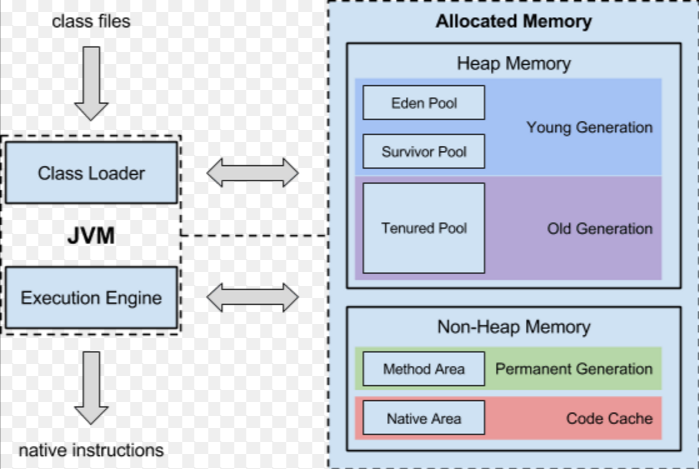 class files
Class Loader
JVM
Execution Engine
native instructions
Allocated Memory
Heap Memory
Eden Pool
Survivor Pool
Young Generation
Tenured Pool
Old Generation
Non-Heap Memory
Method Area
Permanent Generation
Native Area
Code Cache